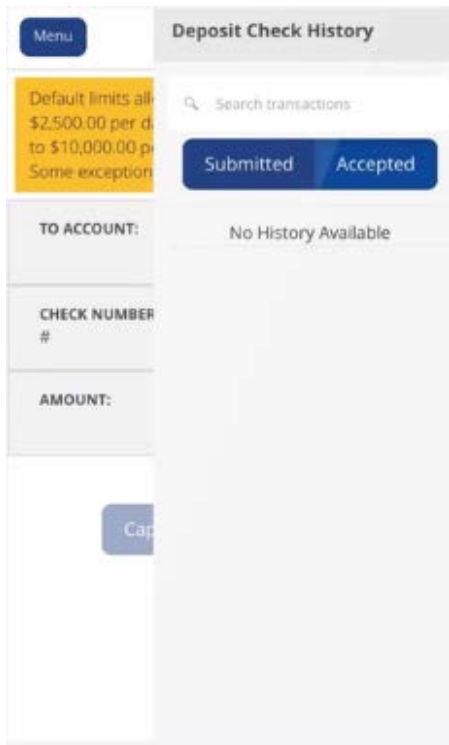 Menu
Deposit Check History
Default limits all
$2,500.00 per d
to $10,000.00 p
Some exception
Search transactions
Submitted Accepted
TO ACCOUNT:
No History Available
CHECK NUMBER
#
AMOUNT:
Cap